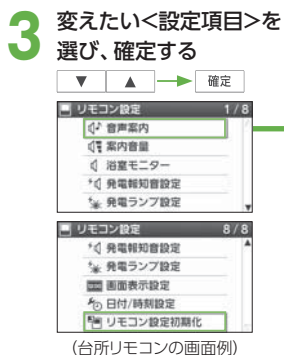 3 変えたい<設定項目>を
選び、確定する
▼ ▲ 確定
リモコン設定 1/8
音声案内
案内音量
浴室モニター
発電報知音設定
発電ランプ設定
リモコン設定 8/8
発電報知音設定
発電ランプ設定
画面表示設定
日付/時刻設定
リモコン設定初期化
(台所リモコンの画面例)